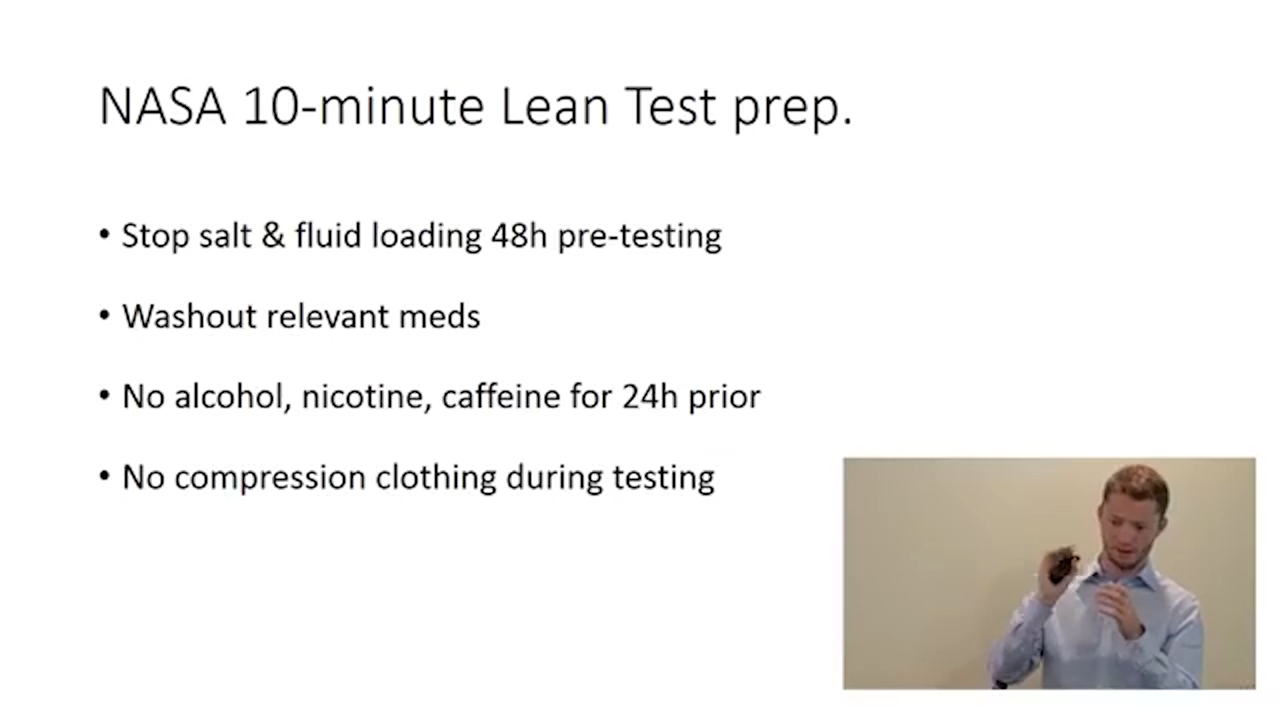 NASA 10-minute Lean Test prep.
• Stop salt & fluid loading 48h pre-testing
• Washout relevant meds
• No alcohol, nicotine, caffeine for 24h prior
• No compression clothing during testing